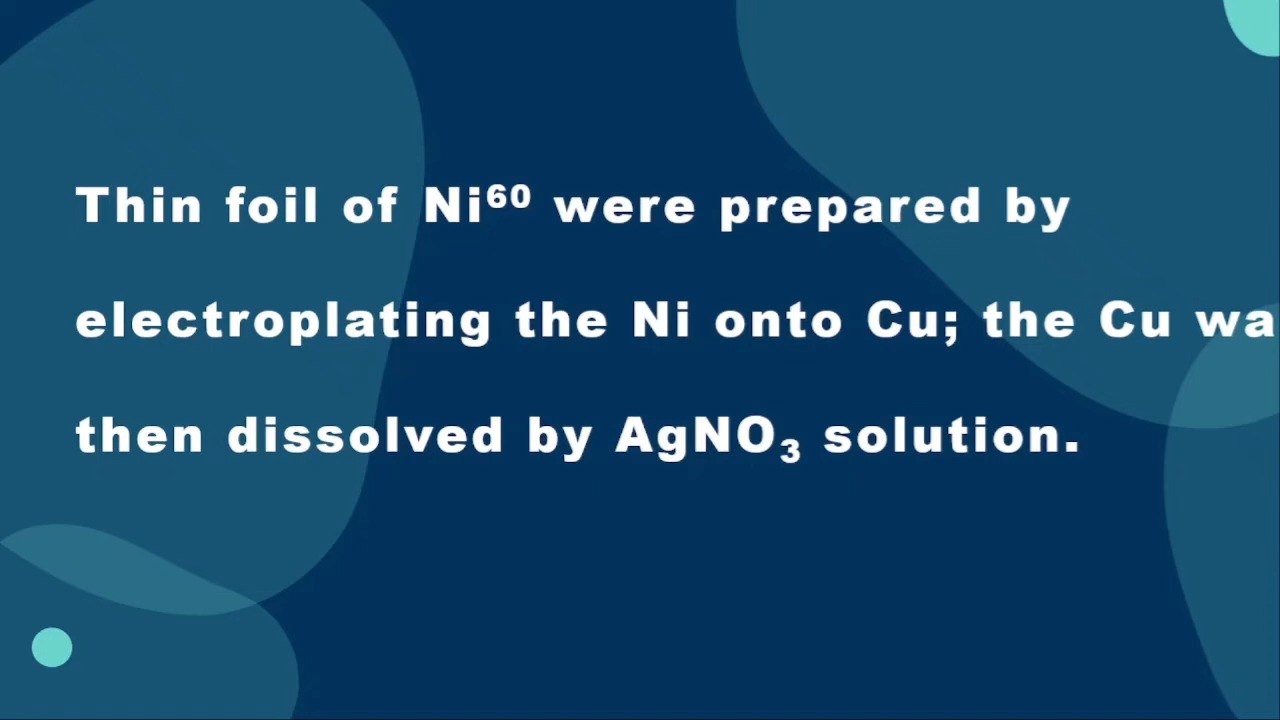 Thin foil of Ni⁶⁰ were prepared by
electroplating the Ni onto Cu; the Cu wa
then dissolved by AgNO₃ solution.